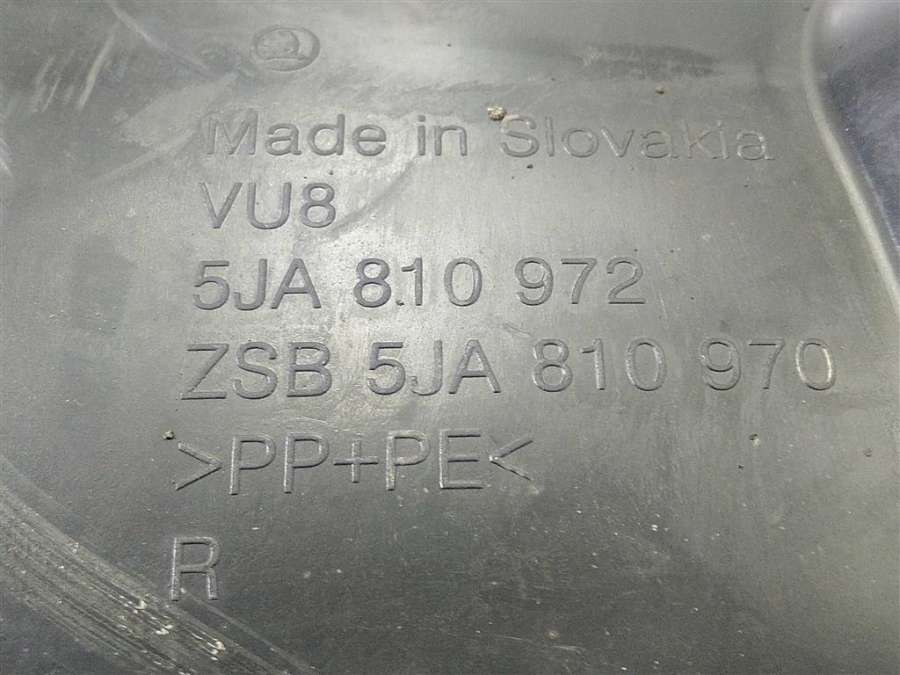 Made in Slovakia
VU8
5JA 810 972
ZSB 5JA 810 970
>PP+PE<
R